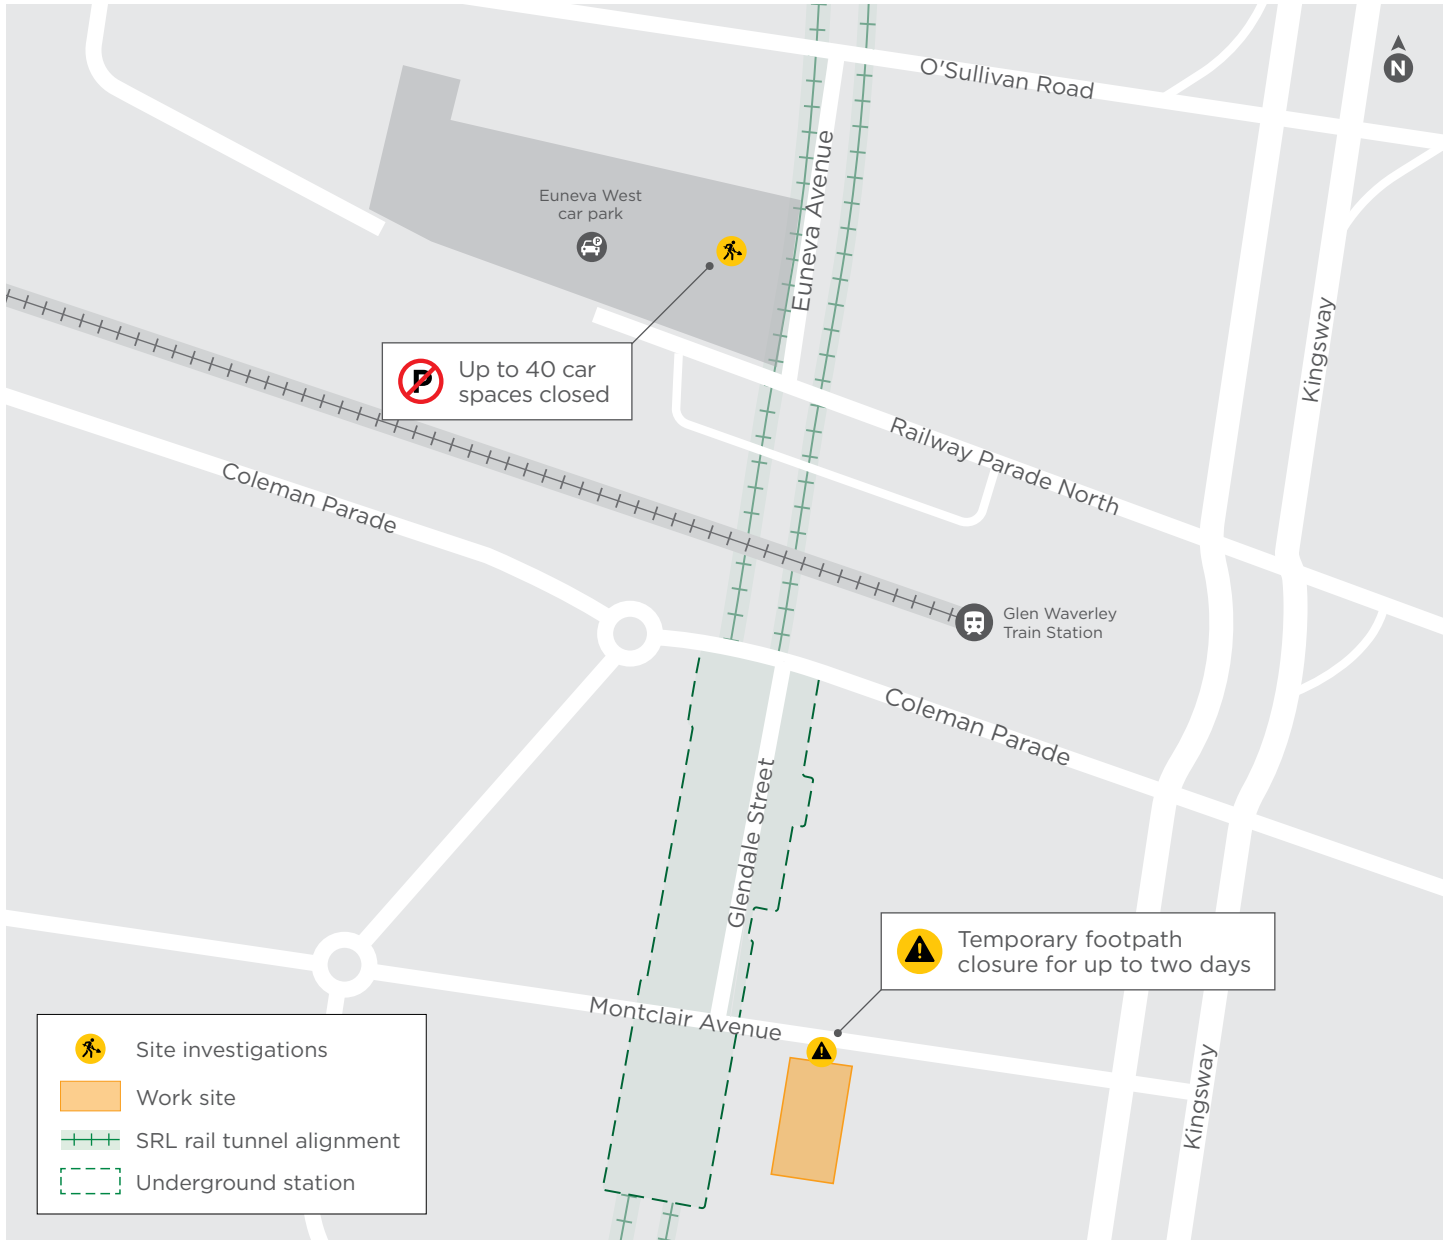 N
O'Sullivan Road
Euneva Avenue
Euneva West
car park
P
Kingsway
P
Up to 40 car
spaces closed
Railway Parade North
Coleman Parade
Glen Waverley
Train Station
Coleman Parade
Glendale Street
Temporary footpath
closure for up to two days
Montclair Avenue
Kingsway
Site investigations
Work site
SRL rail tunnel alignment
Underground station